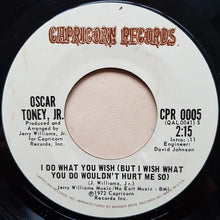 CAPRICORN RECORDS
OSCAR
TONEY, JR.
Produced and
Arranged by
Jerry Williams, Jr.
for Capricorn
Records, Inc.
CPR 0005
(QAL0041) S
2:15
Intro: :11
Engineer:
David Johnson
I DO WHAT YOU WISH (BUT I WISH WHAT
YOU DO WOULDN'T HURT ME SO)
(J. Williams, Jr.)
Jerry Williams Music/No Exit Music - BMI.
℗1972 Capricorn
Records, Inc.